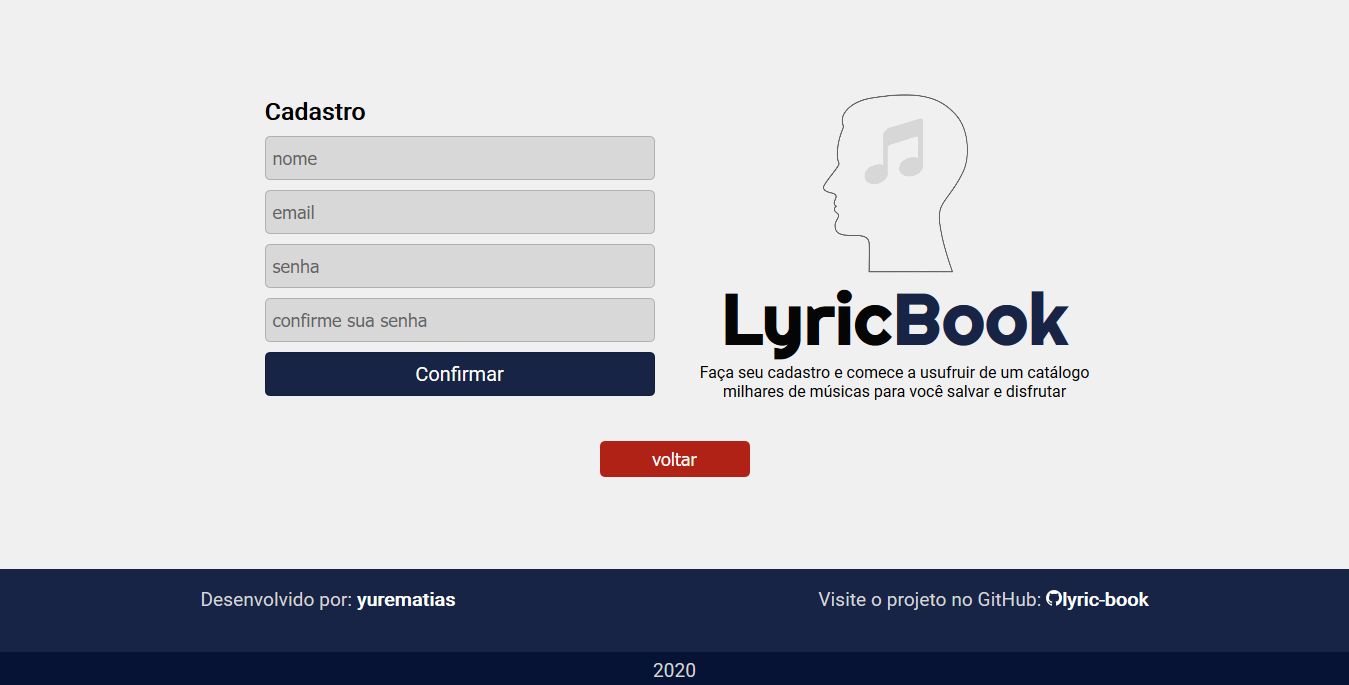 Cadastro
nome
email
senha
confirme sua senha
Confirmar
LyricBook
Faça seu cadastro e comece a usufruir de um catálogo
milhares de músicas para você salvar e disfrutar
voltar
Desenvolvido por: yurematias
Visite o projeto no GitHub: lyric-book
2020